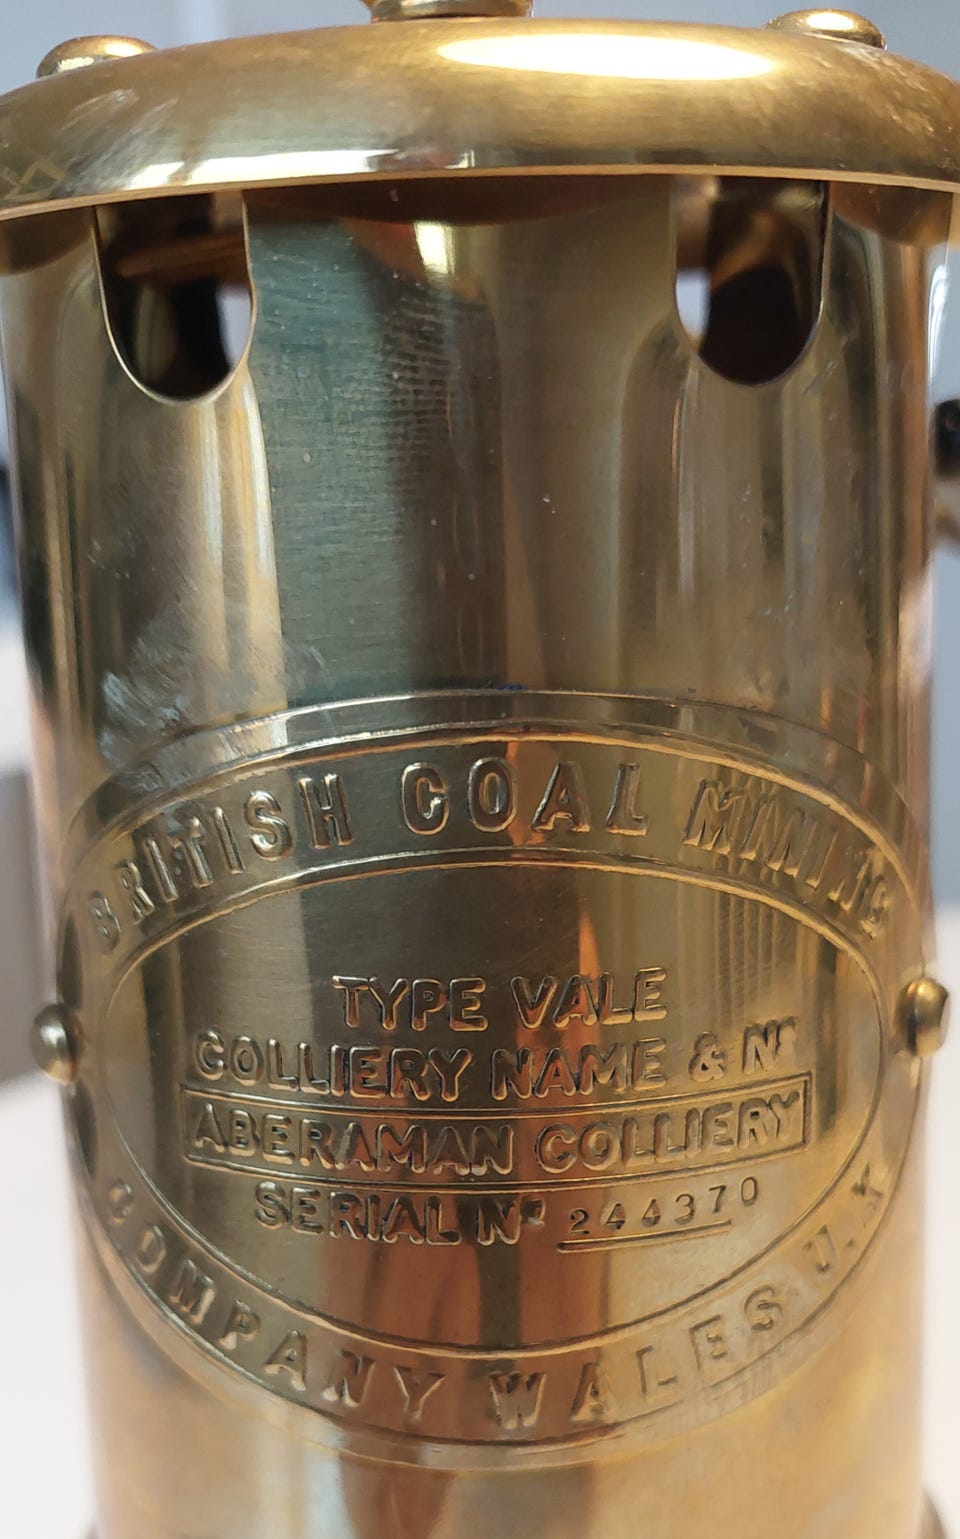 BRITISH COAL MINING
TYPE VALE
COLLIERY NAME & Nº
ABERAMAN COLLIERY
SERIAL Nº 244370
COMPANY WALES U.K